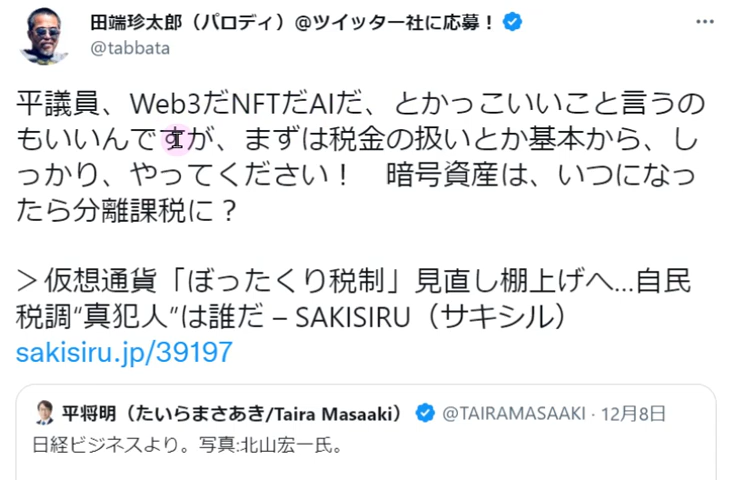 田端珍太郎（パロディ）@ツイッター社に応募！
@tabbata
平議員、Web3だNFTだAIだ、とかっこいいこと言うの
もいいんですが、まずは税金の扱いとか基本から、し
っかり、やってください！　暗号資産は、いつになっ
たら分離課税に？
＞仮想通貨「ぼったくり税制」見直し棚上げへ…自民
税調“真犯人”は誰だ – SAKISIRU（サキシル）
sakisiru.jp/39197
平将明（たいらまさあき/Taira Masaaki） @TAIRAMASAAKI · 12月8日
日経ビジネスより。写真:北山宏一氏。